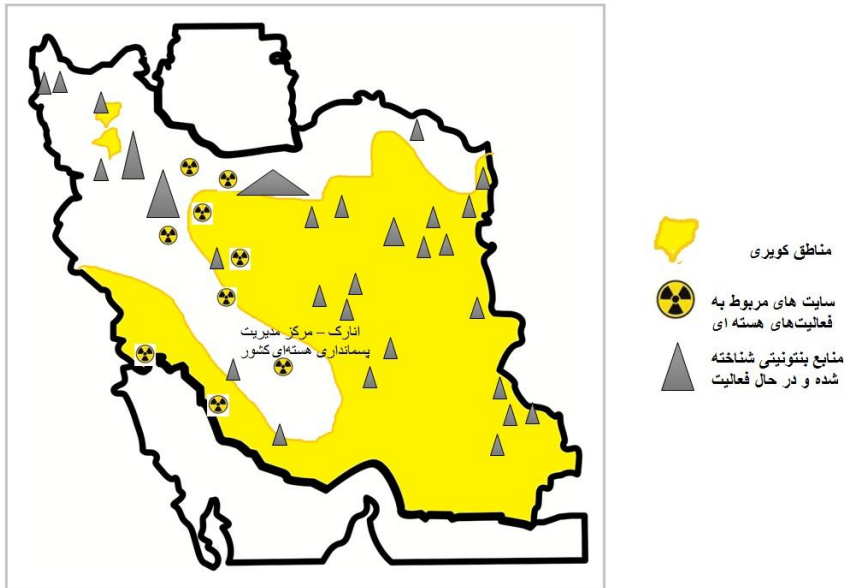 انارک – مرکز مدیریت
پسمانداری هسته‌ای کشور
مناطق کویری
سایت های مربوط به
فعالیت‌های هسته ای
منابع بنتونیتی شناخته
شده و در حال فعالیت